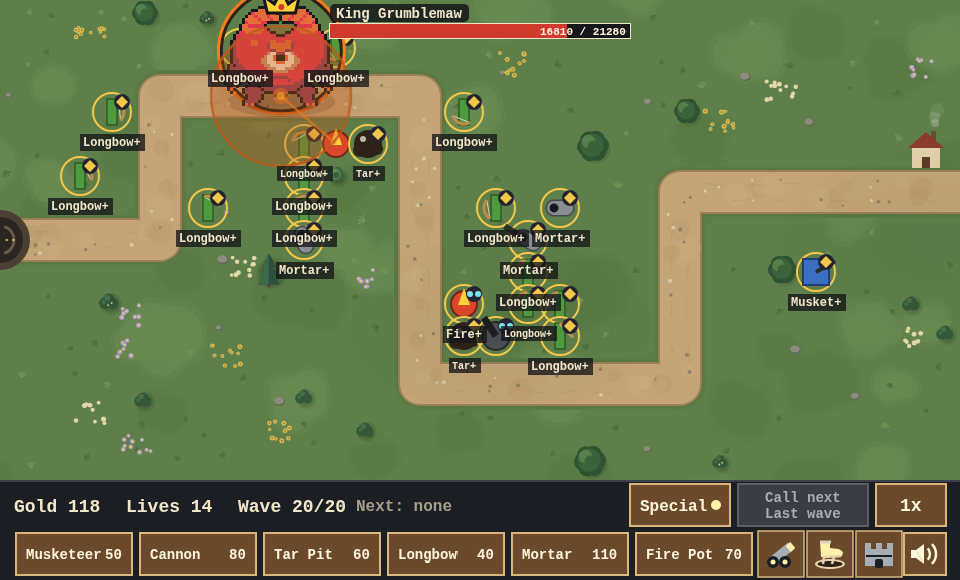 King Grumblemaw
16810 / 21280
Longbow+
Longbow+
Longbow+
Longbow+
Longbow+
Tar+
Longbow+
Longbow+
Longbow+
Longbow+
Longbow+
Mortar+
Longbow+
Mortar+
Mortar+
Longbow+
Musket+
Fire+
Longbow+
Tar+
Longbow+
Gold 118
Lives 14
Wave 20/20
Next: none
Special
Call next
Last wave
1x
Musketeer 50
Cannon 80
Tar Pit 60
Longbow 40
Mortar 110
Fire Pot 70